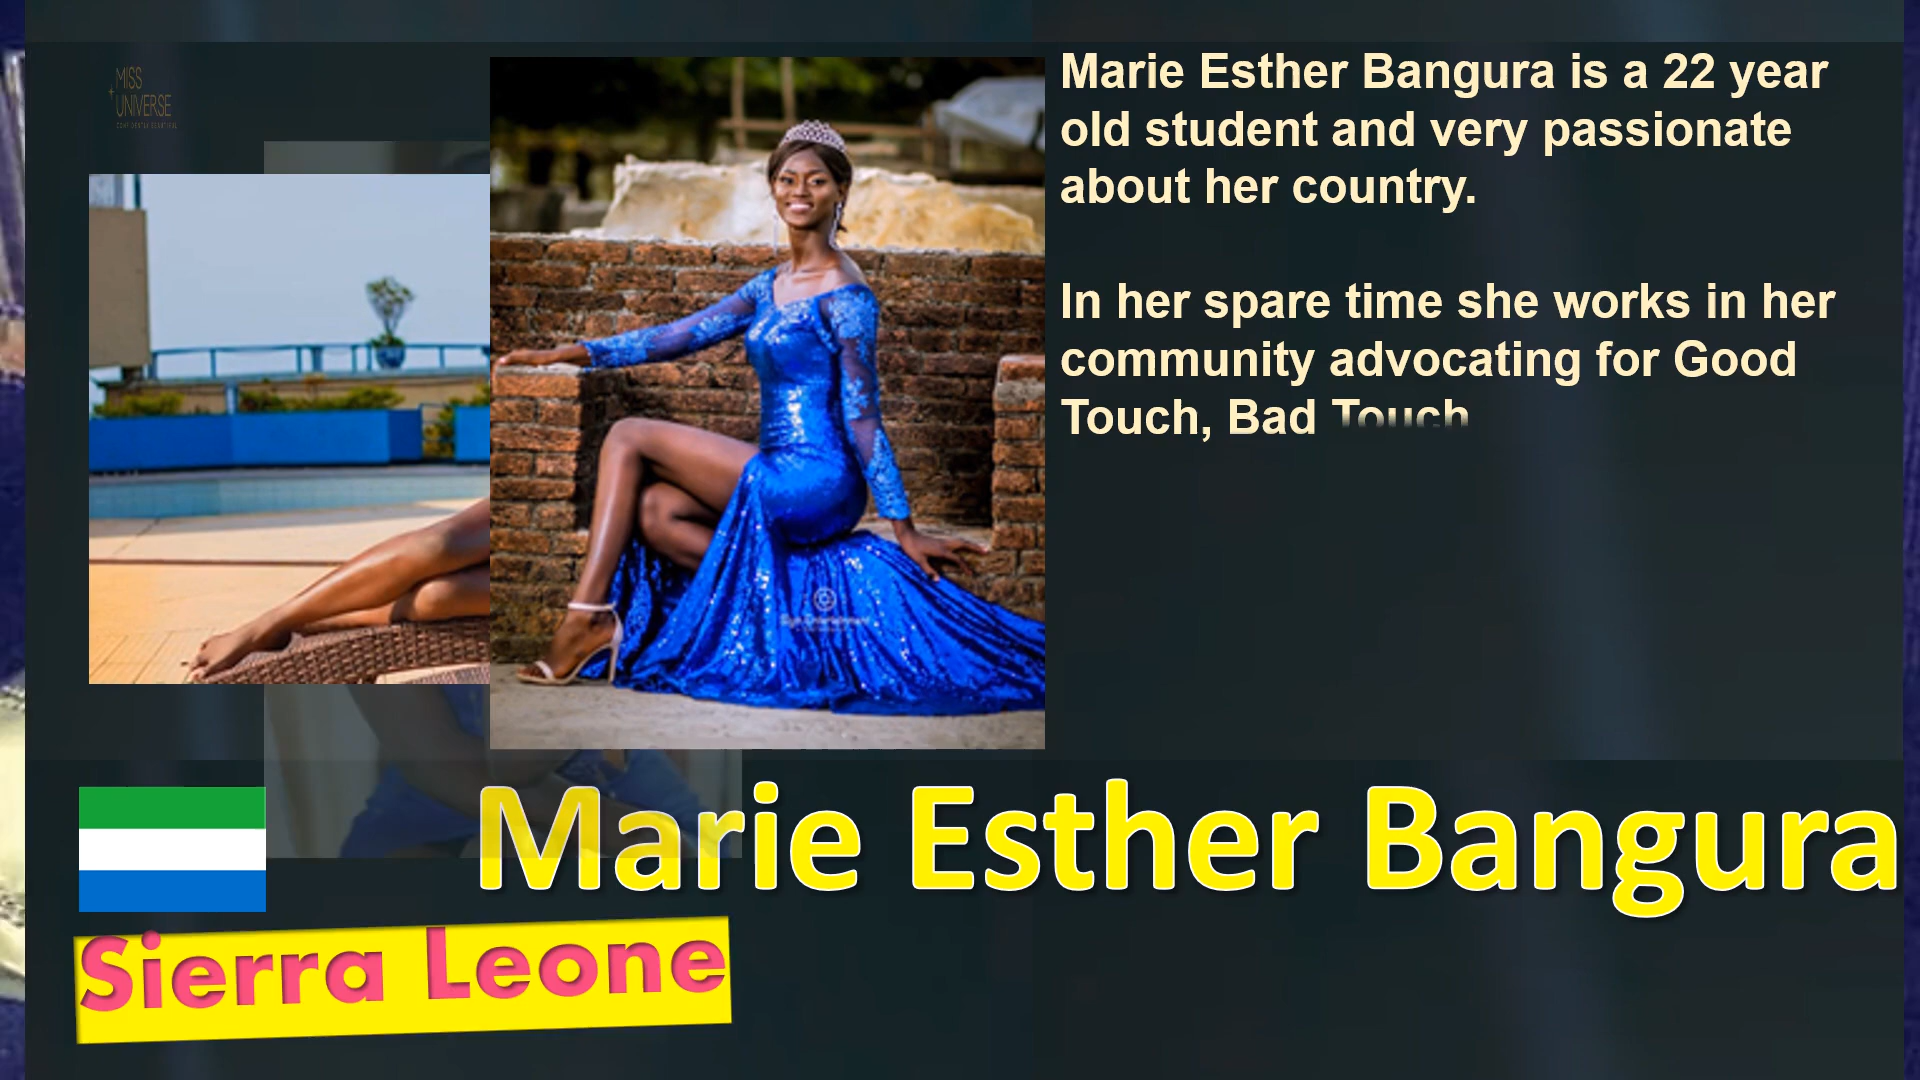 MISS
UNIVERSE
Marie Esther Bangura is a 22 year
old student and very passionate
about her country.
In her spare time she works in her
community advocating for Good
Touch, Bad Touch
Marie Esther Bangura
Sierra Leone